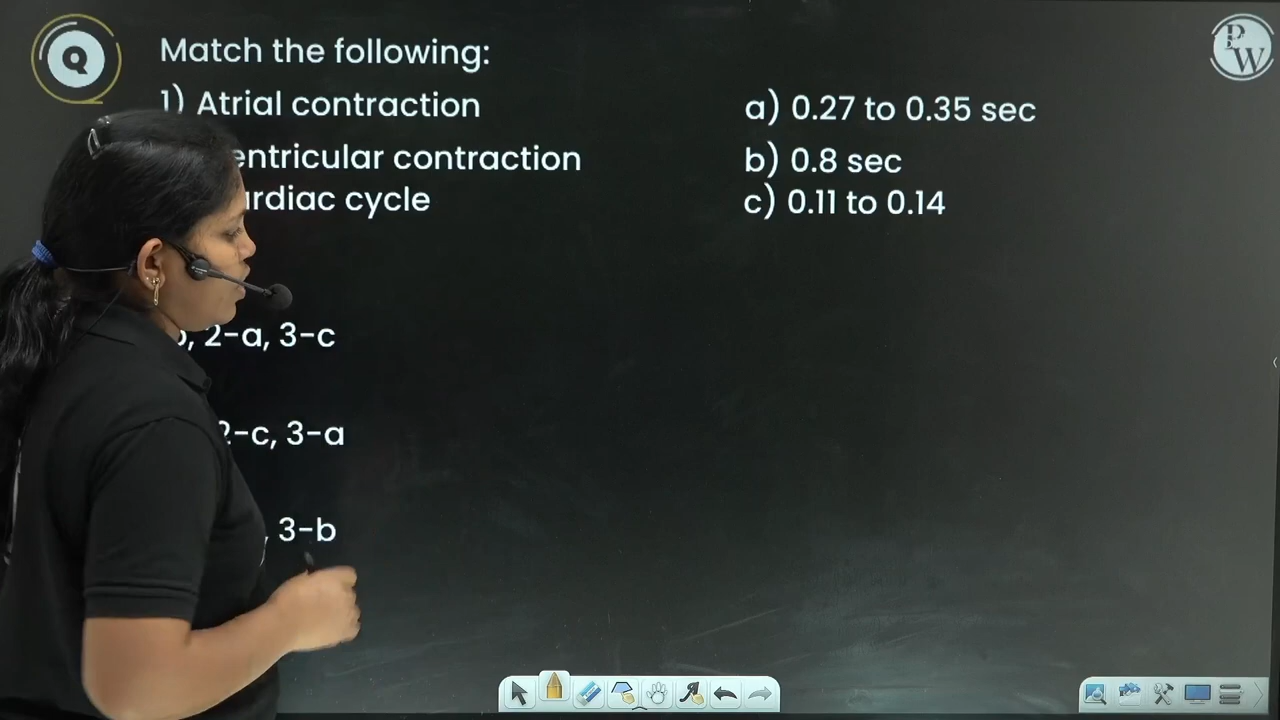 Q
Match the following:
PW
1) Atrial contraction
a) 0.27 to 0.35 sec
entricular contraction
b) 0.8 sec
rdiac cycle
c) 0.11 to 0.14
, 2-a, 3-c
2-c, 3-a
, 3-b